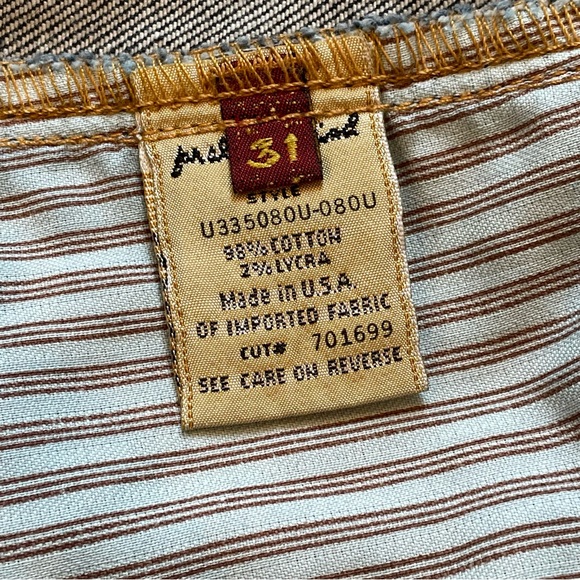 31
STYLE
U335080U-080U
98% COTTON
2% LYCRA
Made in U.S.A.
OF IMPORTED FABRIC
CUT# 701699
SEE CARE ON REVERSE